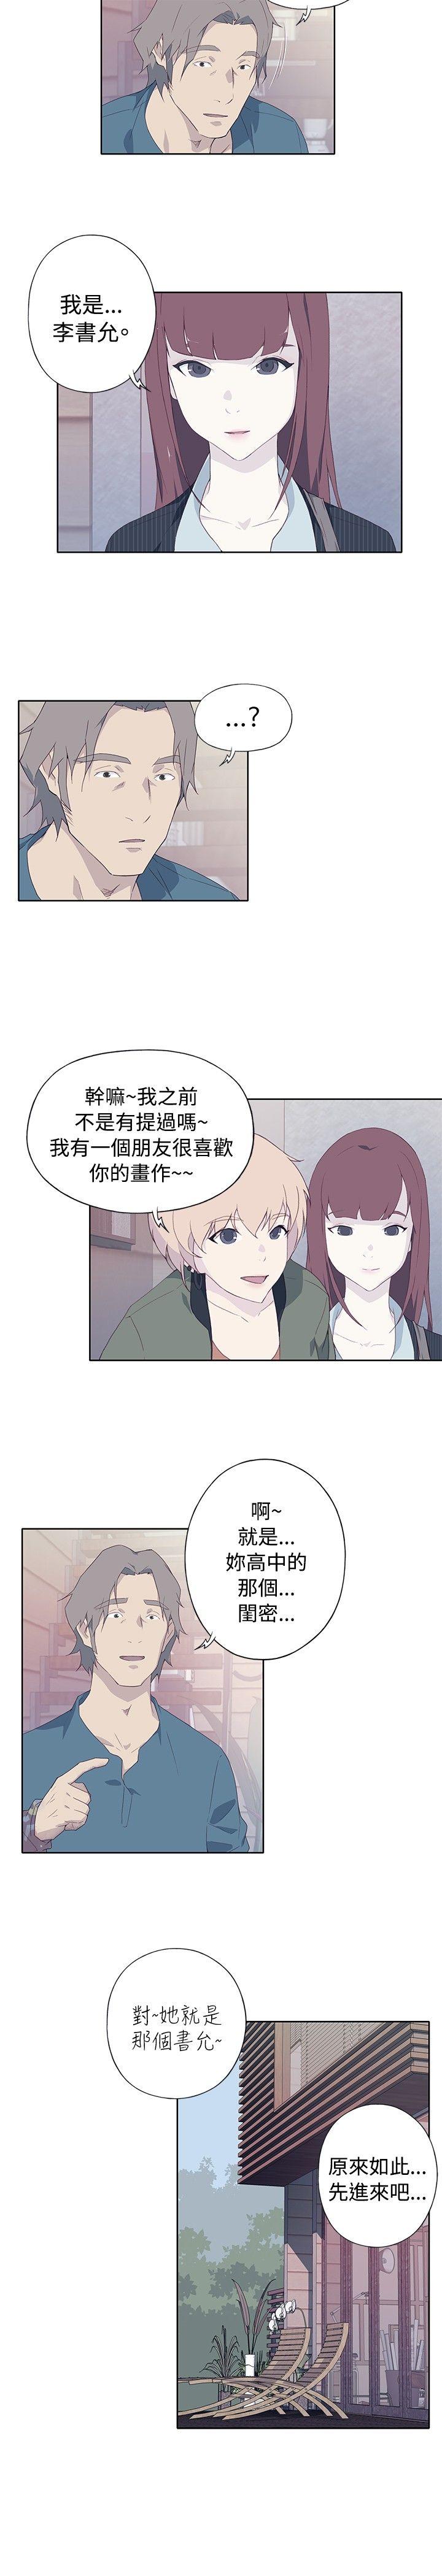 我是...
李書允。
...?
幹嘛~我之前
不是有提過嗎~
我有一個朋友很喜歡
你的畫作~~
啊~
就是...
妳高中的
那個...
閨密...
對~她就是
那個書允~
原來如此...
先進來吧...